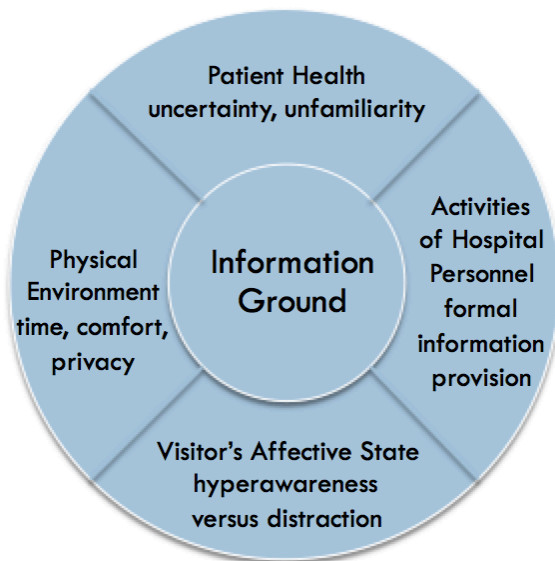 Patient Health
uncertainty, unfamiliarity
Physical
Environment
time, comfort,
privacy
Information
Ground
Activities
of Hospital
Personnel
formal
information
provision
Visitor's Affective State
hyperawareness
versus distraction